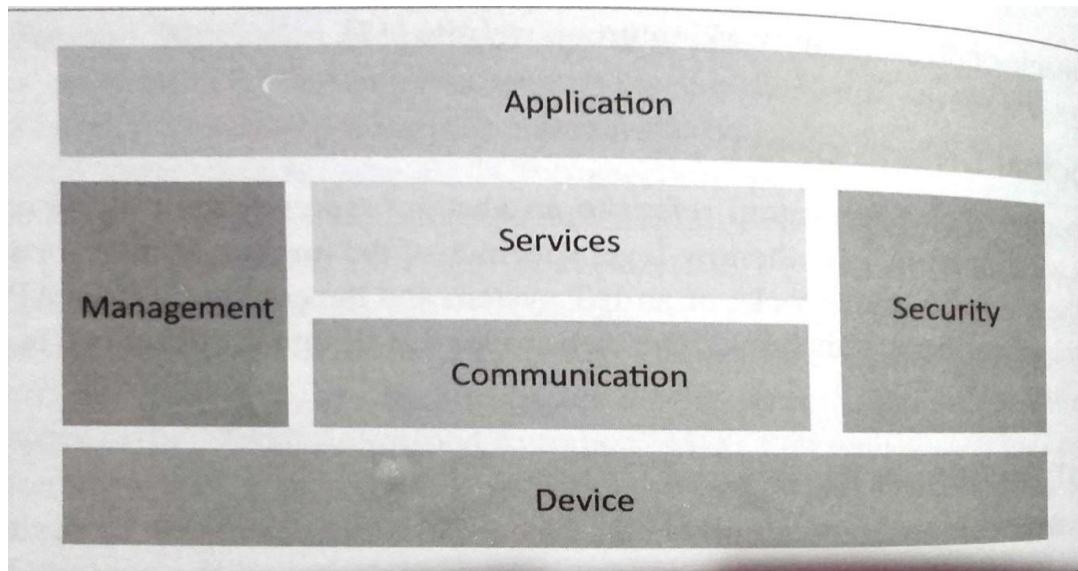 Application
Services
Management
Security
Communication
Device